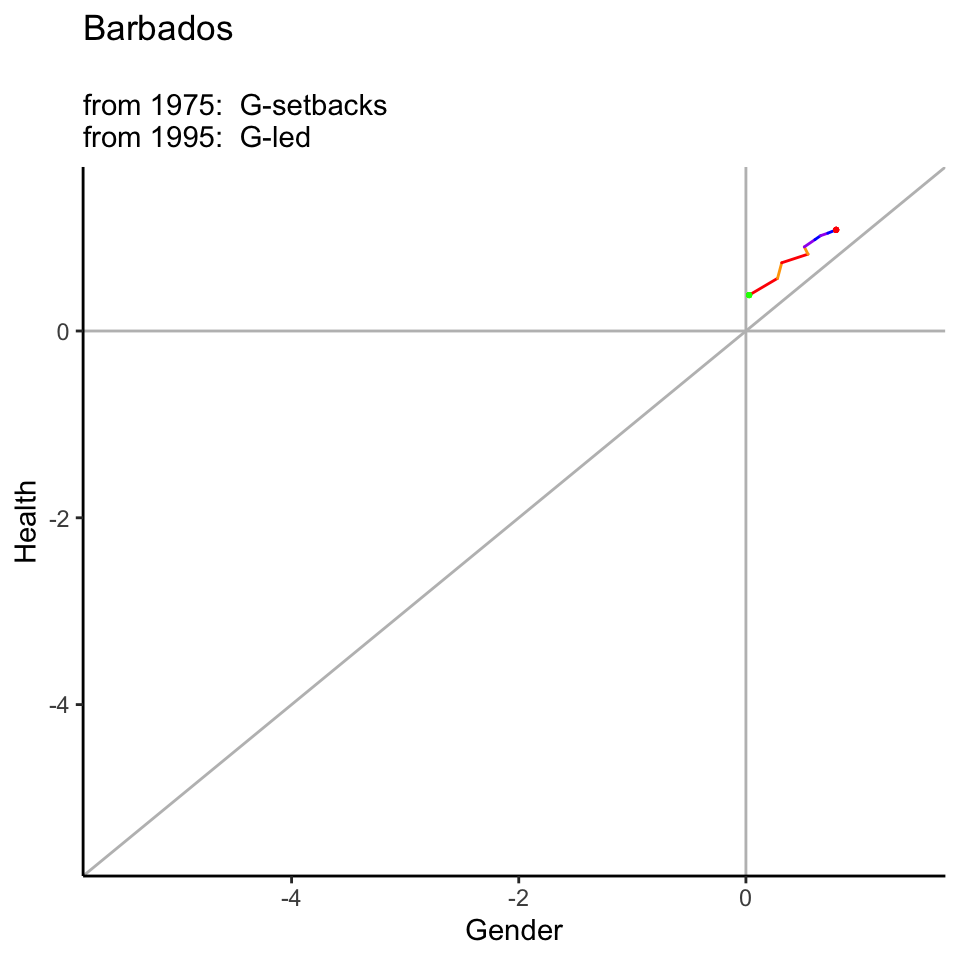 Barbados
from 1975:  G-setbacks
from 1995:  G-led
0
-2
-4
Health
-4
-2
0
Gender